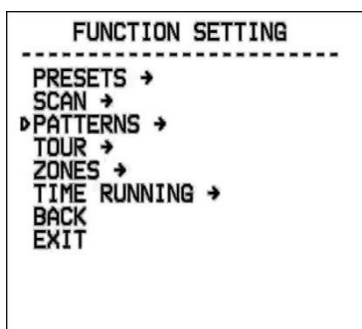 FUNCTION SETTING
PRESETS →
SCAN →
PATTERNS →
TOUR →
ZONES →
TIME RUNNING →
BACK
EXIT